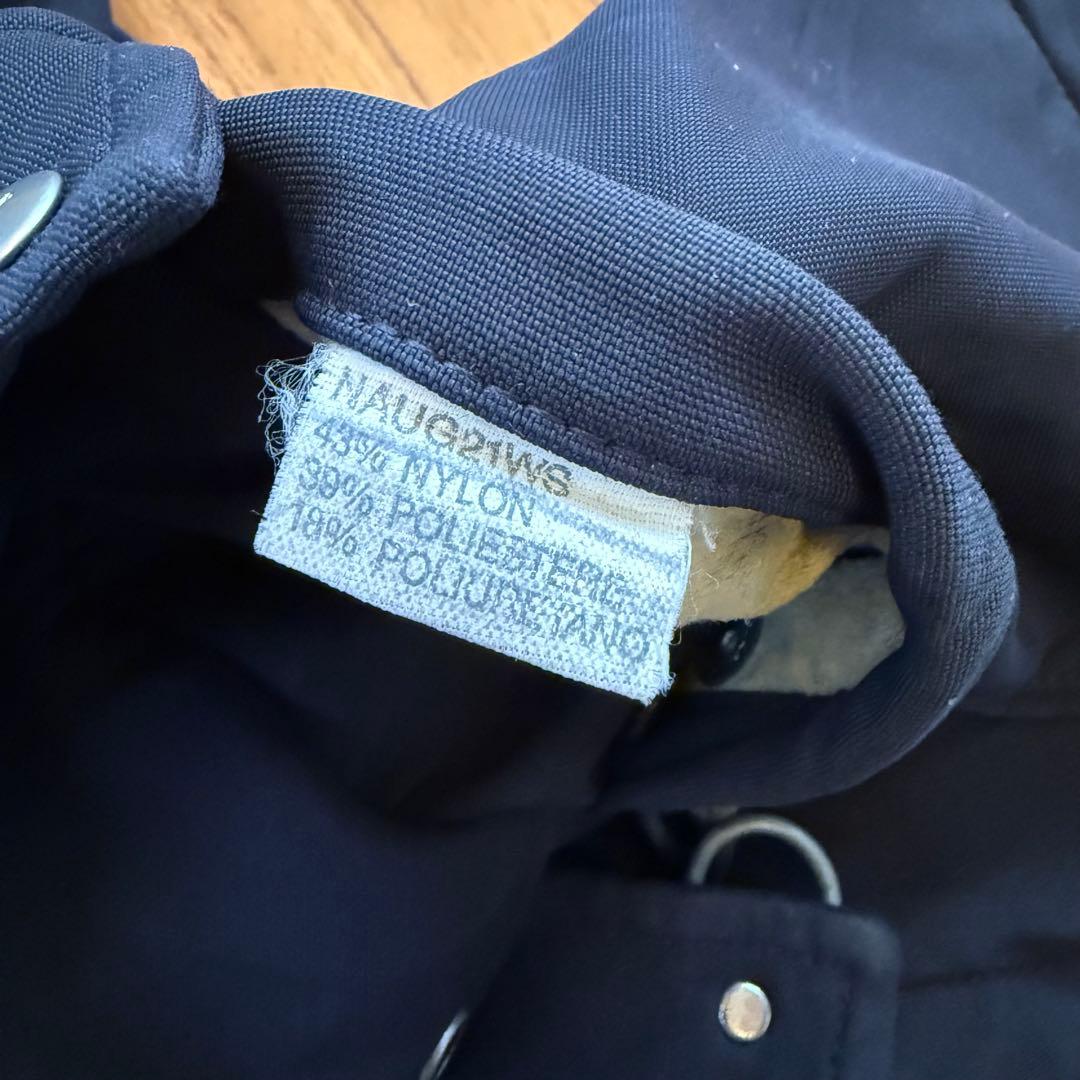 NAUG21WS
43% NYLON
39% POLIESTERE
18% POLIURETANO